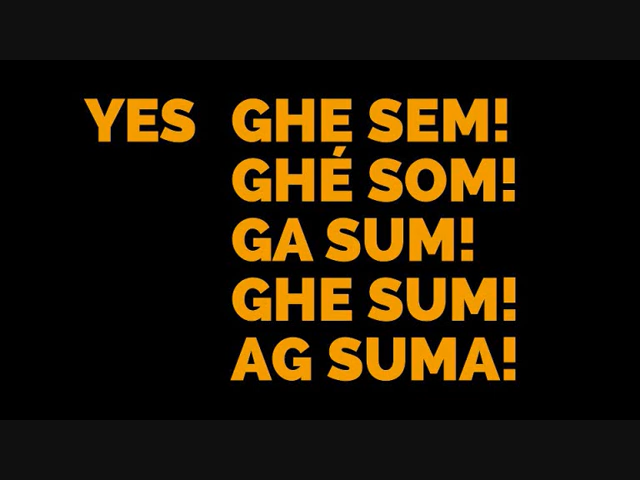 YES GHE SEM!
GHÉ SOM!
GA SUM!
GHE SUM!
AG SUMA!